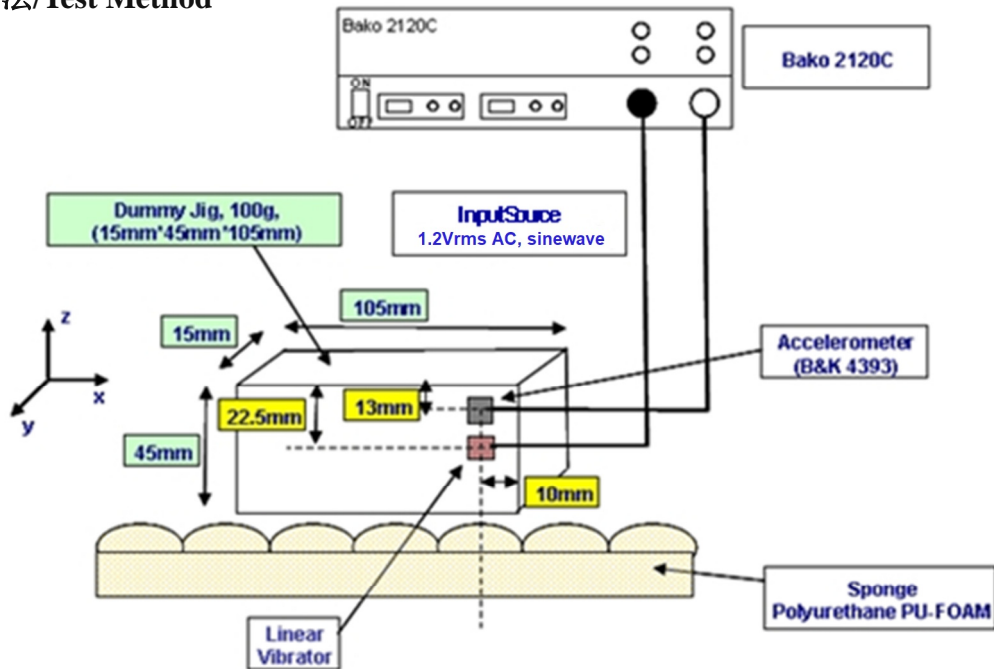 法/Test Method
Bako 2120C
Bako 2120C
ON
OFF
Dummy Jig, 100g,
(15mm*45mm*105mm)
InputSource
1.2Vrms AC, sinewave
105mm
15mm
z
x
y
Accelerometer
(B&K 4393)
13mm
22.5mm
45mm
10mm
Sponge
Polyurethane PU-FOAM
Linear
Vibrator